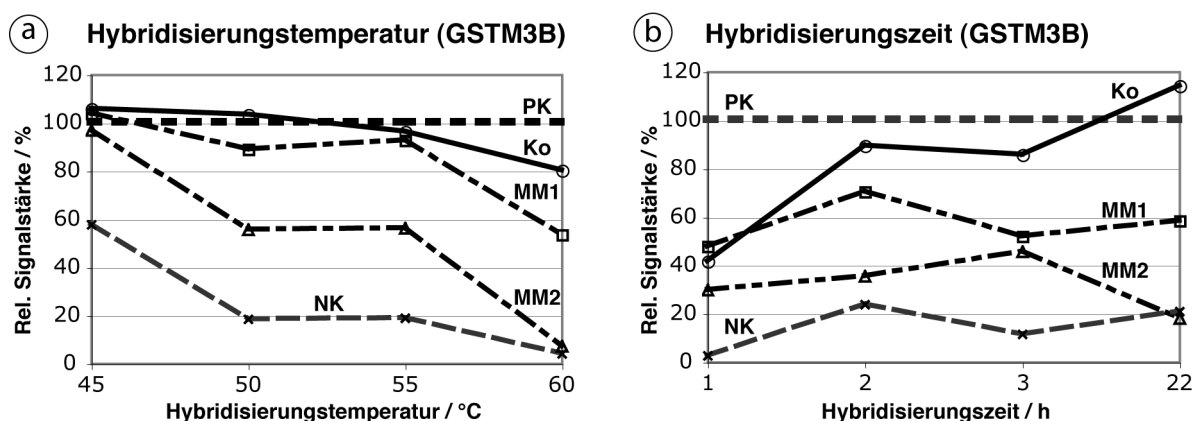 a Hybridisierungstemperatur (GSTM3B)
Rel. Signalstärke / %
120
100
80
60
40
20
0
PK
Ko
MM1
MM2
NK
45 50 55 60
Hybridisierungstemperatur / °C
b Hybridisierungszeit (GSTM3B)
Rel. Signalstärke / %
120
100
80
60
40
20
0
PK
Ko
MM1
MM2
NK
1 2 3 22
Hybridisierungszeit / h